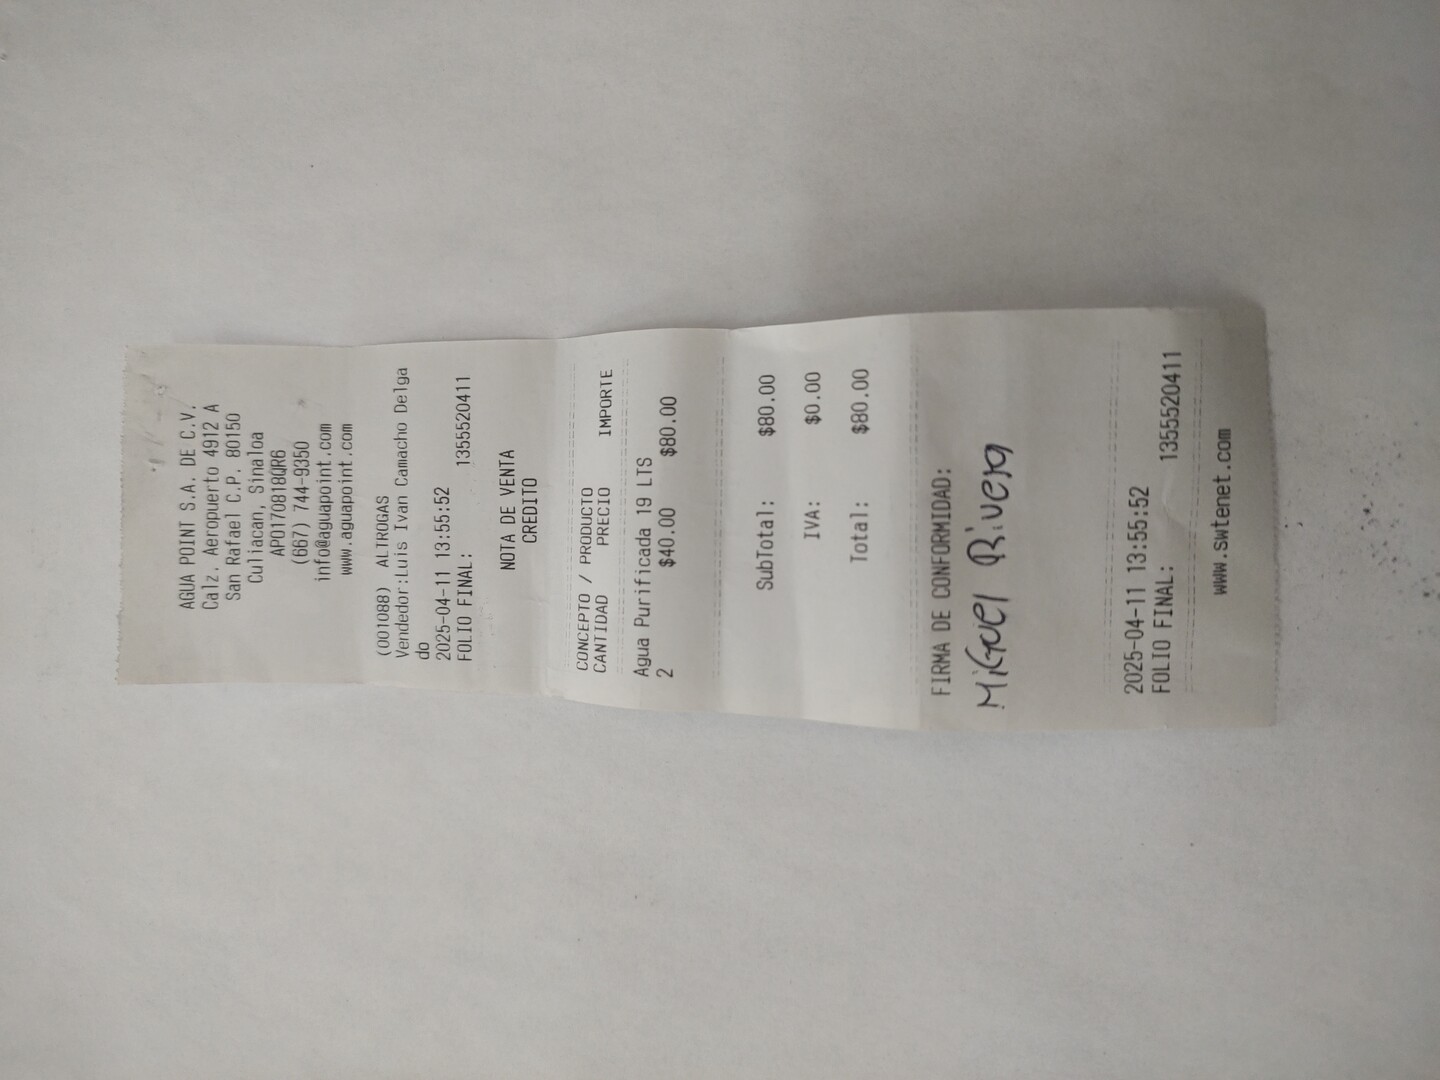 AGUA POINT S.A. DE C.V.
Calz. Aeropuerto 4912 A
San Rafael C.P. 80150
Culiacan, Sinaloa
APO170818QR6
(667) 744-9350
info@aguapoint.com
www.aguapoint.com
(001088) ALTROGAS
Vendedor:Luis Ivan Camacho Delga
do
2025-04-11 13:55:52
FOLIO FINAL: 1355520411
NOTA DE VENTA
CREDITO
CONCEPTO / PRODUCTO
CANTIDAD PRECIO IMPORTE
Agua Purificada 19 LTS
2 $40.00 $80.00
SubTotal: $80.00
IVA: $0.00
Total: $80.00
FIRMA DE CONFORMIDAD:
Miguel Rivera
2025-04-11 13:55:52
FOLIO FINAL: 1355520411
www.swtenet.com